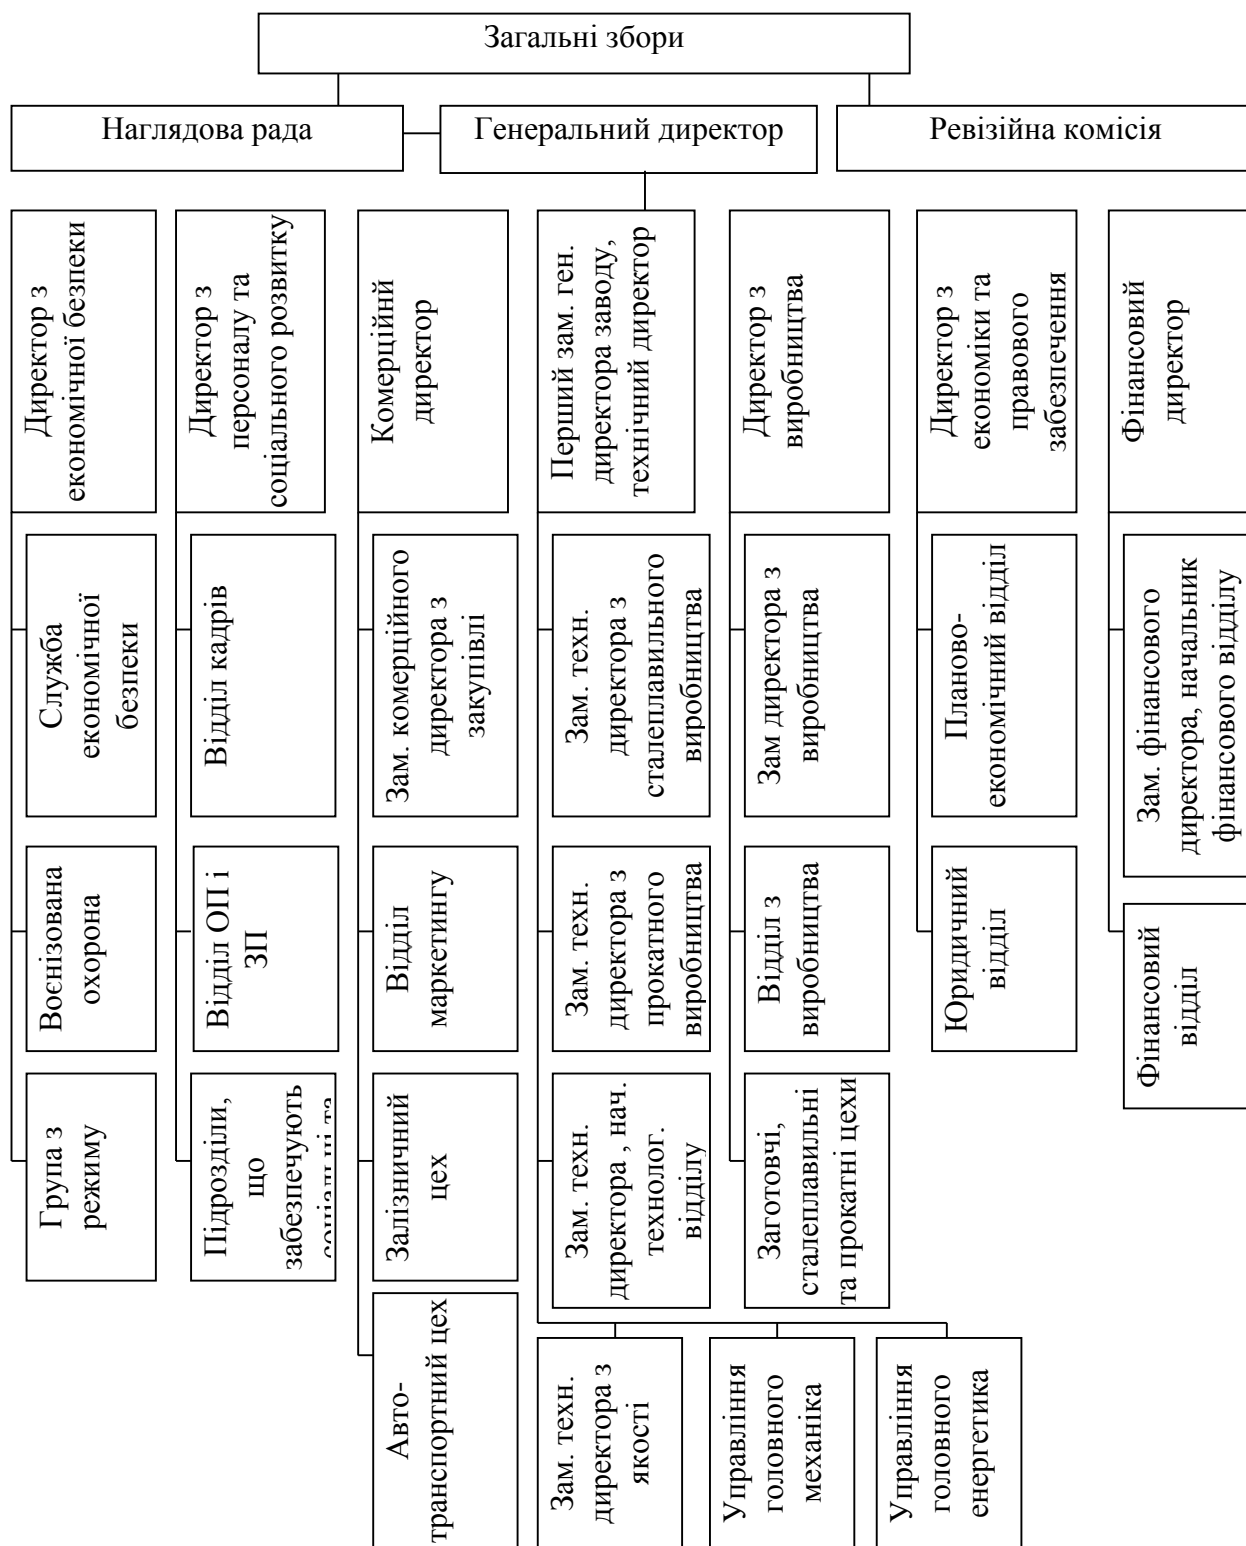 Загальні збори
Наглядова рада
Генеральний директор
Ревізійна комісія
Директор з
економічної безпеки
Директор з
персоналу та
соціального розвитку
Комерційнй
директор
Перший зам. ген.
директора заводу,
технічний директор
Директор з
виробництва
Директор з
економіки та
правового
забезпечення
Фінансовий
директор
Служба
економічної
безпеки
Відділ кадрів
Зам. комерційного
директора з
закупівлі
Зам. техн.
директора з
сталеплавильного
виробництва
Зам директора з
виробництва
Планово-
економічний відділ
Зам. фінансового
директора, начальник
фінансового відділу
Воєнізована
охорона
Відділ ОП і
ЗП
Відділ
маркетингу
Зам. техн.
директора з
прокатного
виробництва
Відділ з
виробництва
Юридичний
відділ
Фінансовий
відділ
Група з
режиму
Підрозділи,
що
забезпечують
соціальні та
Залізничний
цех
Зам. техн.
директора , нач.
технолог.
відділу
Заготовчі,
сталеплавильні
та прокатні цехи
Авто-
транспортний цех
Зам. техн.
директора з
якості
Управління
головного
механіка
Управління
головного
енергетика